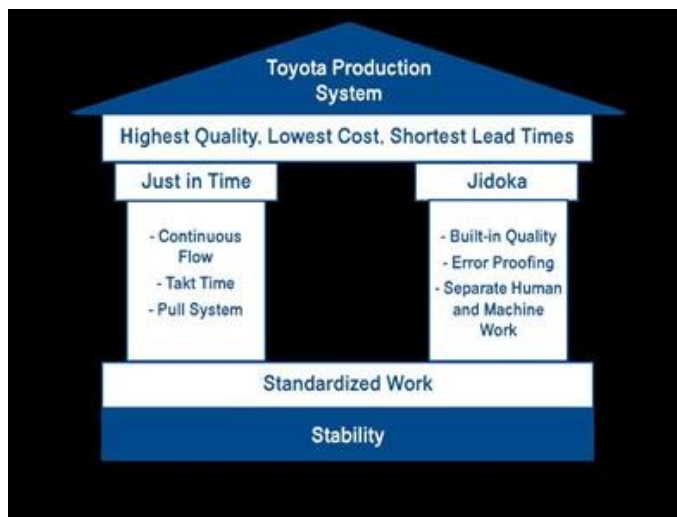 Toyota Production
System
Highest Quality, Lowest Cost, Shortest Lead Times
Just in Time
- Continuous
Flow
- Takt Time
- Pull System
Jidoka
- Built-in Quality
- Error Proofing
- Separate Human
and Machine
Work
Standardized Work
Stability